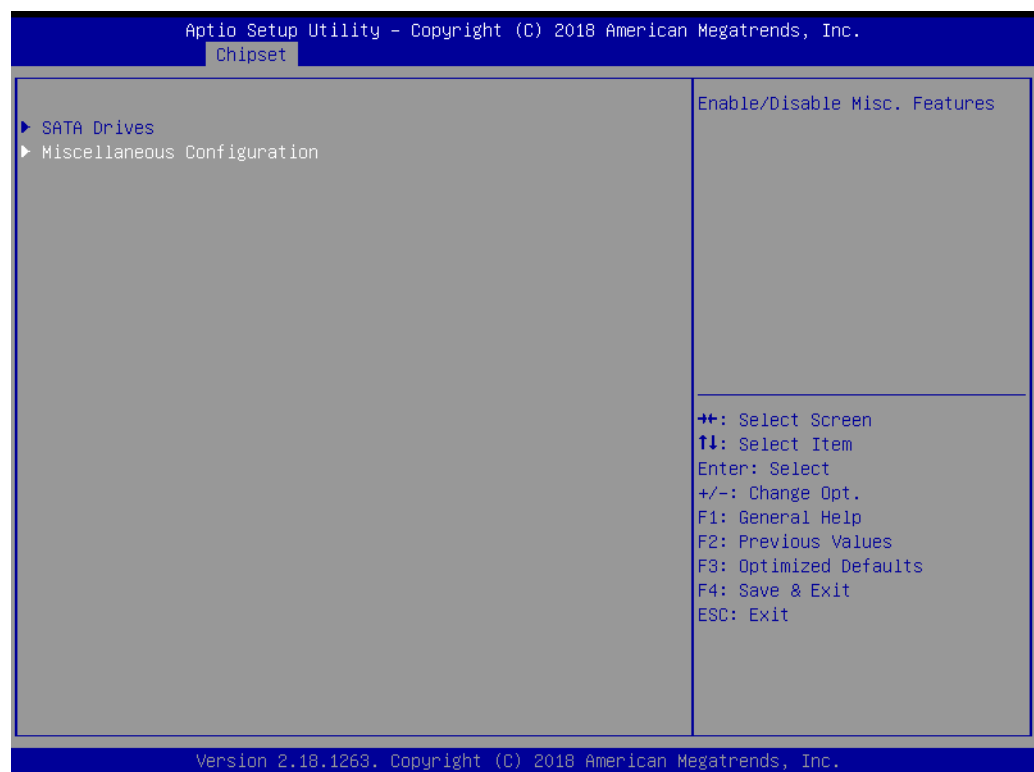 Aptio Setup Utility – Copyright (C) 2018 American Megatrends, Inc.
Chipset
▶ SATA Drives
▶ Miscellaneous Configuration
Enable/Disable Misc. Features
→←: Select Screen
↑↓: Select Item
Enter: Select
+/-: Change Opt.
F1: General Help
F2: Previous Values
F3: Optimized Defaults
F4: Save & Exit
ESC: Exit
Version 2.18.1263. Copyright (C) 2018 American Megatrends, Inc.